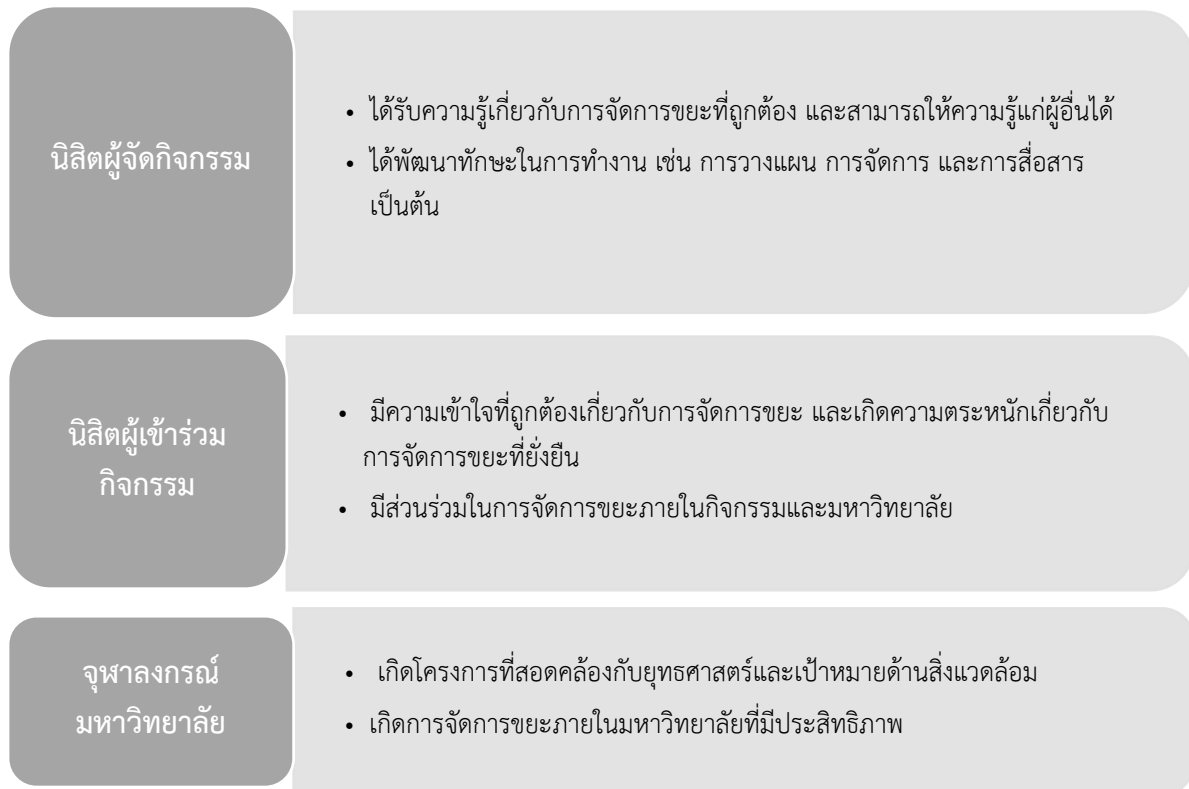 นิสิตผู้จัดกิจกรรม
• ได้รับความรู้เกี่ยวกับการจัดการขยะที่ถูกต้อง และสามารถให้ความรู้แก่ผู้อื่นได้
• ได้พัฒนาทักษะในการทำงาน เช่น การวางแผน การจัดการ และการสื่อสาร
เป็นต้น
นิสิตผู้เข้าร่วม
กิจกรรม
• มีความเข้าใจที่ถูกต้องเกี่ยวกับการจัดการขยะ และเกิดความตระหนักเกี่ยวกับ
การจัดการขยะที่ยั่งยืน
• มีส่วนร่วมในการจัดการขยะภายในกิจกรรมและมหาวิทยาลัย
จุฬาลงกรณ์
มหาวิทยาลัย
• เกิดโครงการที่สอดคล้องกับยุทธศาสตร์และเป้าหมายด้านสิ่งแวดล้อม
• เกิดการจัดการขยะภายในมหาวิทยาลัยที่มีประสิทธิภาพ